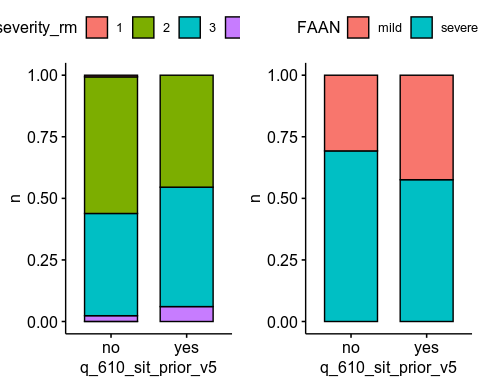 severity_rm 1 2 3
1.00
0.75
0.50
0.25
0.00
n
no yes
q_610_sit_prior_v5
FAAN mild severe
1.00
0.75
0.50
0.25
0.00
n
no yes
q_610_sit_prior_v5